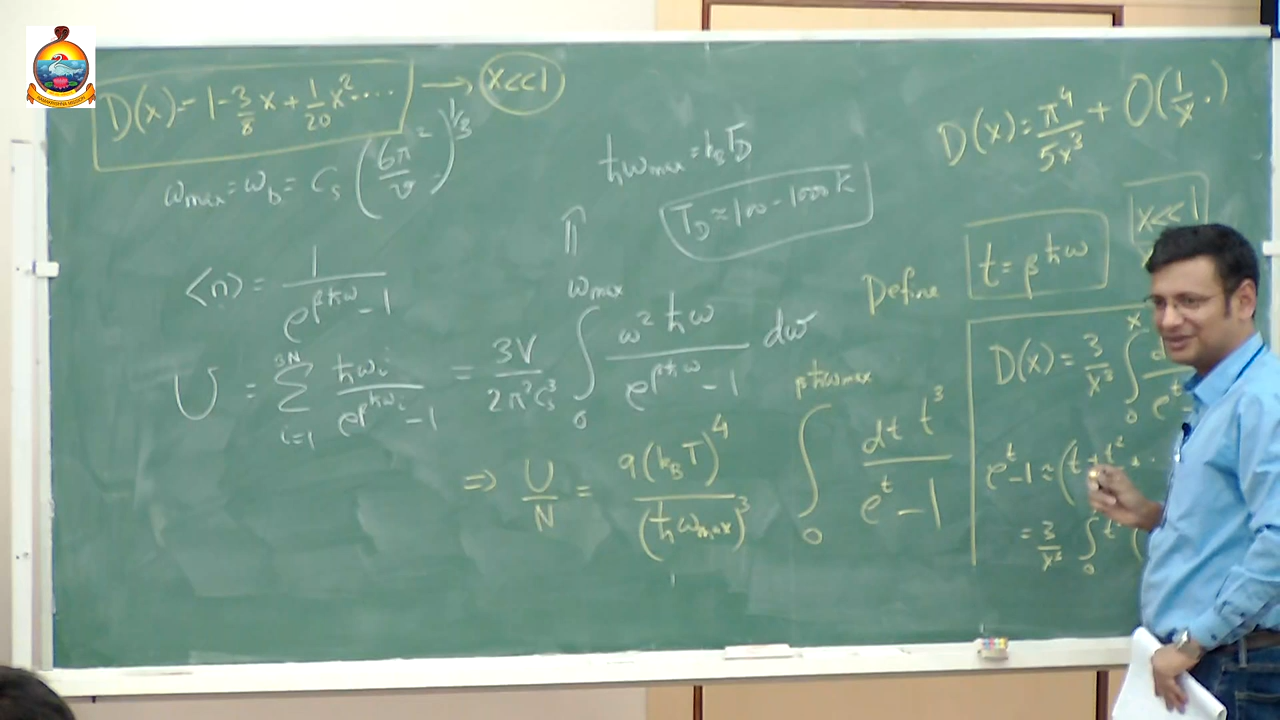 D(x) = 1 - 3/8 x + 1/20 x² - ... → x<<1
ω_max = ω_D = C_s (6π²/v)^{1/3}
ħω_max = k_B T_D
T_D ≈ 100 - 1000 K
D(x) = π⁴/5x³ + O(1/x .)
x<<1
⟨n⟩ = 1/(e^{βħω} - 1)
⇑
Define t = βħω
U = Σ_{i=1}^{3N} ħω_i/(e^{βħω_i} - 1) = 3V/(2π²C_s³) ∫_0^{ω_max} ω² ħω/(e^{βħω} - 1) dω
D(x) = 3/x³ ∫_0^x
⇒ U/N = 9(k_B T)⁴/(ħω_max)³ ∫_0^{βħω_max} dt t³/(e^t - 1)
e^t - 1 ≈ (t + t²
= 3/x³ ∫_0